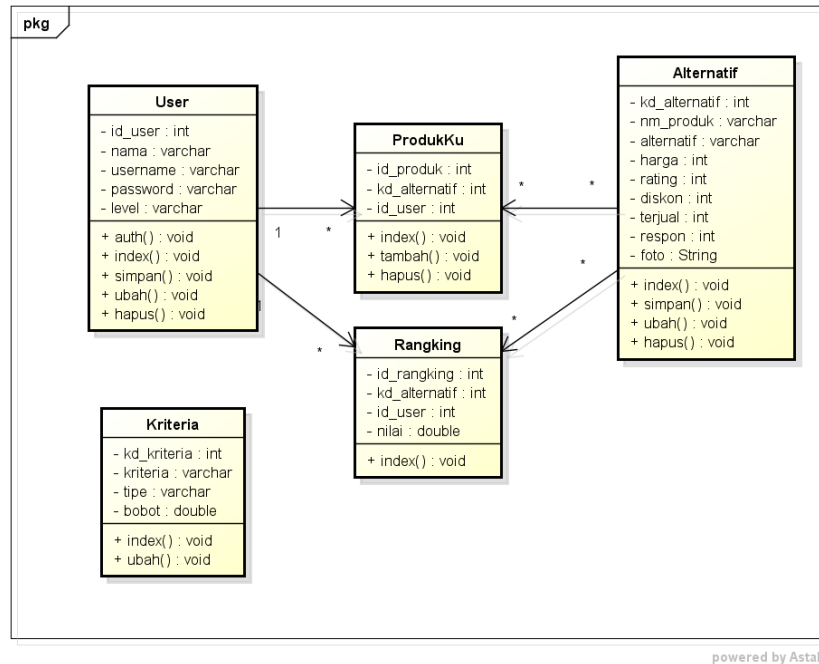 pkg
User
- id_user : int
- nama : varchar
- username : varchar
- password : varchar
- level : varchar
+ auth() : void
+ index() : void
+ simpan() : void
+ ubah() : void
+ hapus() : void
ProdukKu
- id_produk : int
- kd_alternatif : int
- id_user : int
+ index() : void
+ tambah() : void
+ hapus() : void
Alternatif
- kd_alternatif : int
- nm_produk : varchar
- alternatif : varchar
- harga : int
- rating : int
- diskon : int
- terjual : int
- respon : int
- foto : String
+ index() : void
+ simpan() : void
+ ubah() : void
+ hapus() : void
* *
1 *
*
1 *
*
Rangking
- id_rangking : int
- kd_alternatif : int
- id_user : int
- nilai : double
+ index() : void
Kriteria
- kd_kriteria : int
- kriteria : varchar
- tipe : varchar
- bobot : double
+ index() : void
+ ubah() : void
powered by Asta